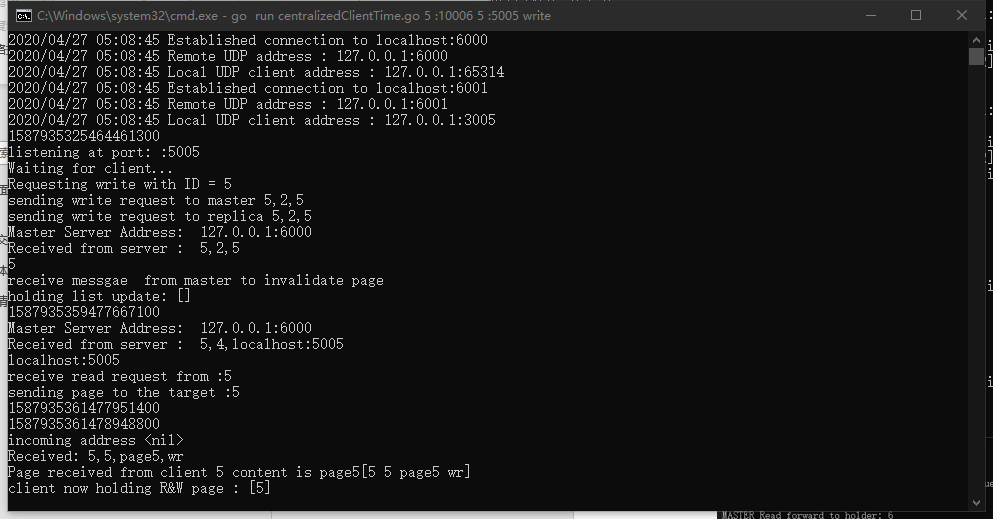 C:\Windows\system32\cmd.exe - go  run centralizedClientTime.go 5 :10006 5 :5005 write
2020/04/27 05:08:45 Established connection to localhost:6000
2020/04/27 05:08:45 Remote UDP address : 127.0.0.1:6000
2020/04/27 05:08:45 Local UDP client address : 127.0.0.1:65314
2020/04/27 05:08:45 Established connection to localhost:6001
2020/04/27 05:08:45 Remote UDP address : 127.0.0.1:6001
2020/04/27 05:08:45 Local UDP client address : 127.0.0.1:3005
1587935325464461300
listening at port: :5005
Waiting for client...
Requesting write with ID = 5
sending write request to master 5,2,5
sending write request to replica 5,2,5
Master Server Address:  127.0.0.1:6000
Received from server :  5,2,5
5
receive messgae  from master to invalidate page
holding list update: []
1587935359477667100
Master Server Address:  127.0.0.1:6000
Received from server :  5,4,localhost:5005
localhost:5005
receive read request from :5
sending page to the target :5
1587935361477951400
1587935361478948800
incoming address <nil>
Received: 5,5,page5,wr
Page received from client 5 content is page5[5 5 page5 wr]
client now holding R&W page : [5]
MASTER Read forward to holder: 6